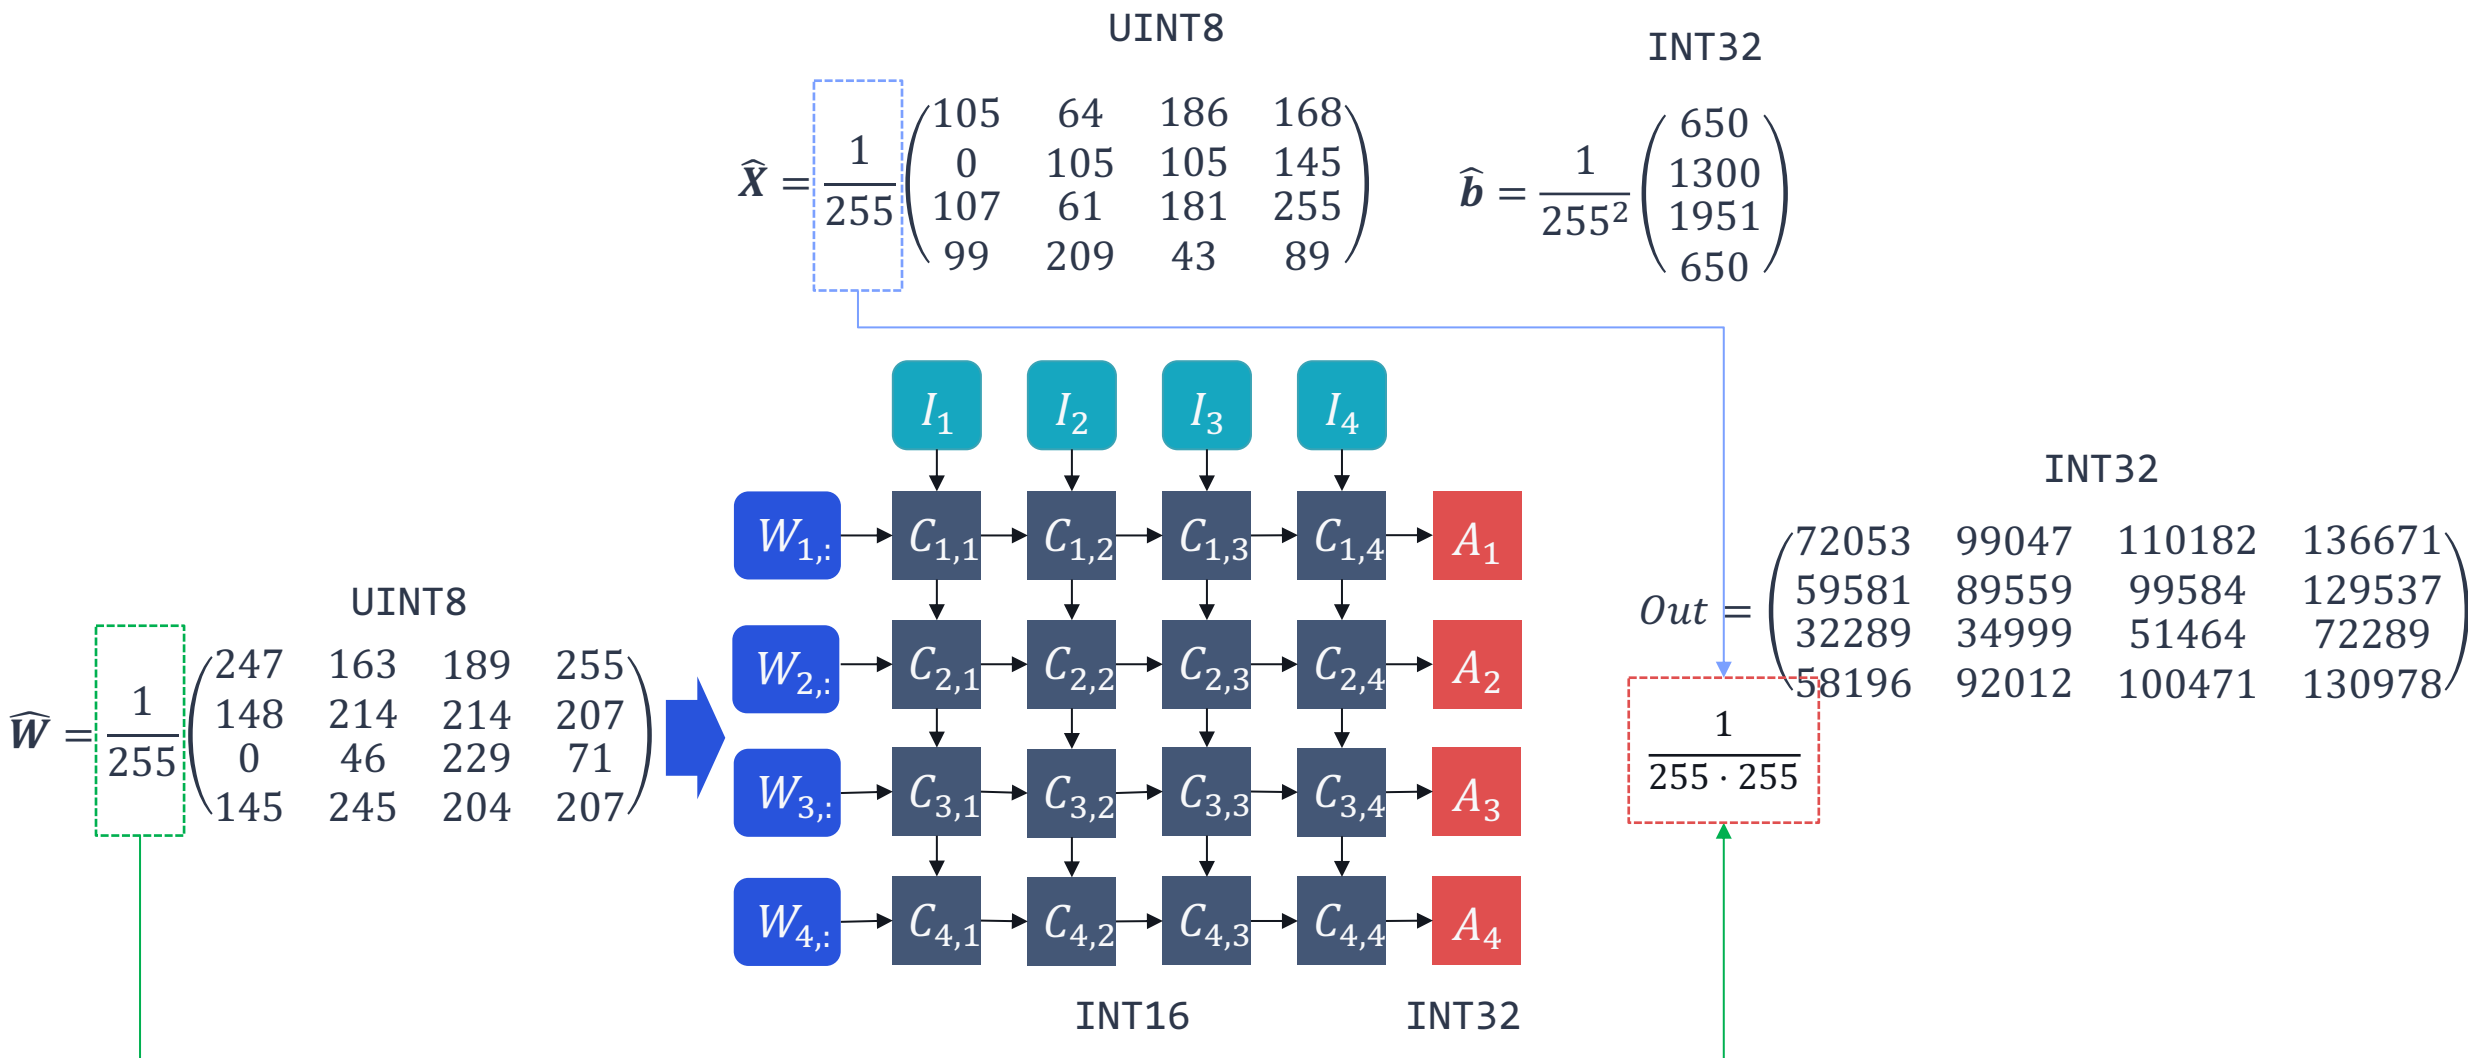 UINT8
INT32
X̂ = 1/255
105 64 186 168
0 105 105 145
107 61 181 255
99 209 43 89
b̂ = 1/255²
650
1300
1951
650
I₁ I₂ I₃ I₄
W₁,: C₁,₁ C₁,₂ C₁,₃ C₁,₄ A₁
W₂,: C₂,₁ C₂,₂ C₂,₃ C₂,₄ A₂
W₃,: C₃,₁ C₃,₂ C₃,₃ C₃,₄ A₃
W₄,: C₄,₁ C₄,₂ C₄,₃ C₄,₄ A₄
INT16 INT32
UINT8
Ŵ = 1/255
247 163 189 255
148 214 214 207
0 46 229 71
145 245 204 207
INT32
Out =
72053 99047 110182 136671
59581 89559 99584 129537
32289 34999 51464 72289
58196 92012 100471 130978
1
255 · 255